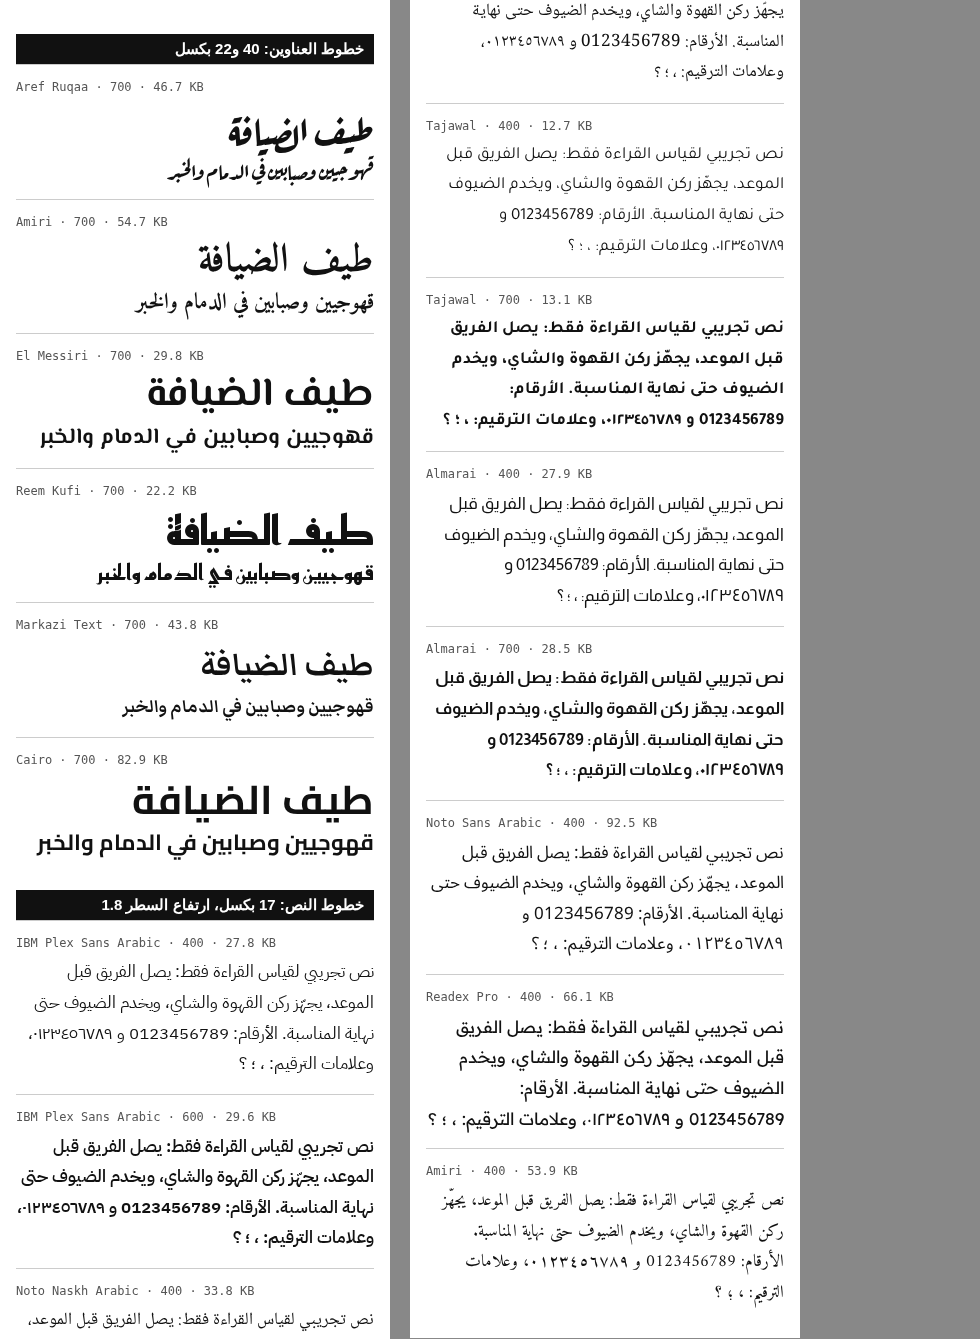 خطوط العناوين: 40 و22 بكسل
Aref Ruqaa · 700 · 46.7 KB
طيف الضيافة
قهوجيين وصبابين في الدمام والخبر
Amiri · 700 · 54.7 KB
طيف الضيافة
قهوجيين وصبابين في الدمام والخبر
El Messiri · 700 · 29.8 KB
طيف الضيافة
قهوجيين وصبابين في الدمام والخبر
Reem Kufi · 700 · 22.2 KB
طيف الضيافة
قهوجيين وصبابين في الدمام والخبر
Markazi Text · 700 · 43.8 KB
طيف الضيافة
قهوجيين وصبابين في الدمام والخبر
Cairo · 700 · 82.9 KB
طيف الضيافة
قهوجيين وصبابين في الدمام والخبر
خطوط النص: 17 بكسل، ارتفاع السطر 1.8
IBM Plex Sans Arabic · 400 · 27.8 KB
نص تجريبي لقياس القراءة فقط: يصل الفريق قبل
الموعد، يجهّز ركن القهوة والشاي، ويخدم الضيوف حتى
نهاية المناسبة. الأرقام: 0123456789 و ٠١٢٣٤٥٦٧٨٩،
وعلامات الترقيم: ، ؛ ؟
IBM Plex Sans Arabic · 600 · 29.6 KB
نص تجريبي لقياس القراءة فقط: يصل الفريق قبل
الموعد، يجهّز ركن القهوة والشاي، ويخدم الضيوف حتى
نهاية المناسبة. الأرقام: 0123456789 و ٠١٢٣٤٥٦٧٨٩،
وعلامات الترقيم: ، ؛ ؟
Noto Naskh Arabic · 400 · 33.8 KB
نص تجريبي لقياس القراءة فقط: يصل الفريق قبل الموعد،
يجهّز ركن القهوة والشاي، ويخدم الضيوف حتى نهاية
المناسبة. الأرقام: 0123456789 و ٠١٢٣٤٥٦٧٨٩،
وعلامات الترقيم: ، ؛ ؟
Tajawal · 400 · 12.7 KB
نص تجريبي لقياس القراءة فقط: يصل الفريق قبل
الموعد، يجهّز ركن القهوة والشاي، ويخدم الضيوف
حتى نهاية المناسبة. الأرقام: 0123456789 و
٠١٢٣٤٥٦٧٨٩، وعلامات الترقيم: ، ؛ ؟
Tajawal · 700 · 13.1 KB
نص تجريبي لقياس القراءة فقط: يصل الفريق
قبل الموعد، يجهّز ركن القهوة والشاي، ويخدم
الضيوف حتى نهاية المناسبة. الأرقام:
0123456789 و ٠١٢٣٤٥٦٧٨٩، وعلامات الترقيم: ، ؛ ؟
Almarai · 400 · 27.9 KB
نص تجريبي لقياس القراءة فقط: يصل الفريق قبل
الموعد، يجهّز ركن القهوة والشاي، ويخدم الضيوف
حتى نهاية المناسبة. الأرقام: 0123456789 و
٠١٢٣٤٥٦٧٨٩، وعلامات الترقيم: ، ؛ ؟
Almarai · 700 · 28.5 KB
نص تجريبي لقياس القراءة فقط: يصل الفريق قبل
الموعد، يجهّز ركن القهوة والشاي، ويخدم الضيوف
حتى نهاية المناسبة. الأرقام: 0123456789 و
٠١٢٣٤٥٦٧٨٩، وعلامات الترقيم: ، ؛ ؟
Noto Sans Arabic · 400 · 92.5 KB
نص تجريبي لقياس القراءة فقط: يصل الفريق قبل
الموعد، يجهّز ركن القهوة والشاي، ويخدم الضيوف حتى
نهاية المناسبة. الأرقام: 0123456789 و
٠١٢٣٤٥٦٧٨٩، وعلامات الترقيم: ، ؛ ؟
Readex Pro · 400 · 66.1 KB
نص تجريبي لقياس القراءة فقط: يصل الفريق
قبل الموعد، يجهّز ركن القهوة والشاي، ويخدم
الضيوف حتى نهاية المناسبة. الأرقام:
0123456789 و ٠١٢٣٤٥٦٧٨٩، وعلامات الترقيم: ، ؛ ؟
Amiri · 400 · 53.9 KB
نص تجريبي لقياس القراءة فقط: يصل الفريق قبل الموعد، يجهّز
ركن القهوة والشاي، ويخدم الضيوف حتى نهاية المناسبة.
الأرقام: 0123456789 و ٠١٢٣٤٥٦٧٨٩، وعلامات
الترقيم: ، ؛ ؟